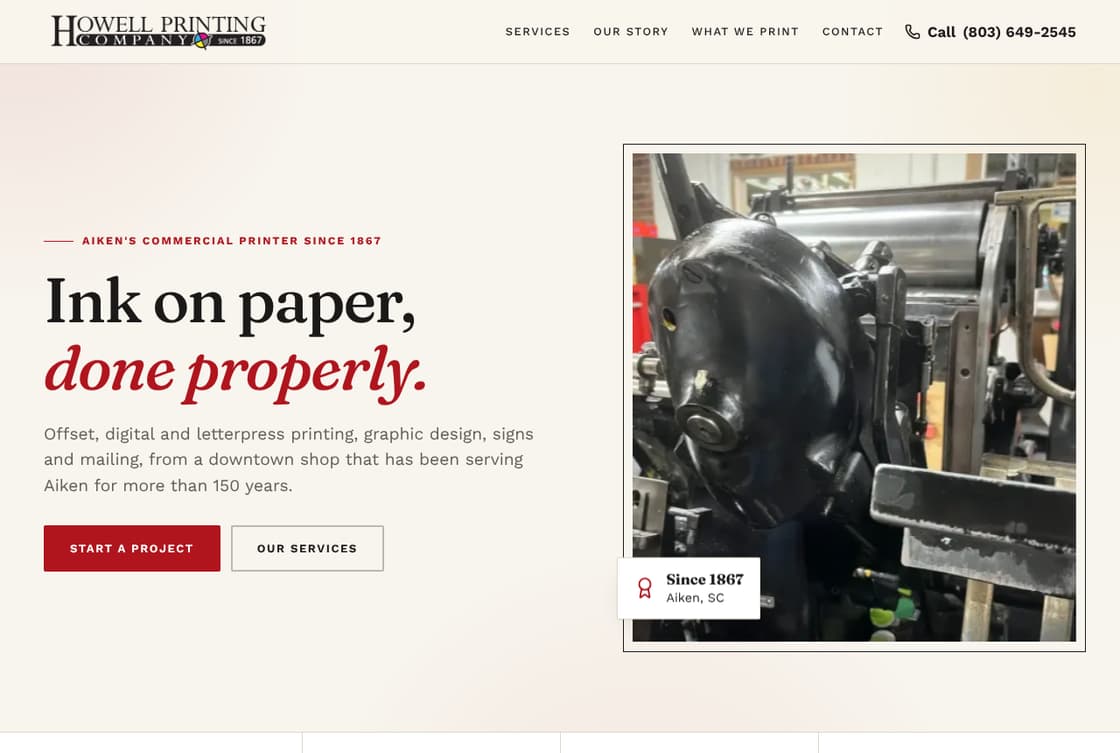 HOWELL PRINTING
COMPANY SINCE 1867
SERVICES OUR STORY WHAT WE PRINT CONTACT Call (803) 649-2545
AIKEN'S COMMERCIAL PRINTER SINCE 1867
Ink on paper,
done properly.
Offset, digital and letterpress printing, graphic design, signs
and mailing, from a downtown shop that has been serving
Aiken for more than 150 years.
START A PROJECT OUR SERVICES
Since 1867
Aiken, SC